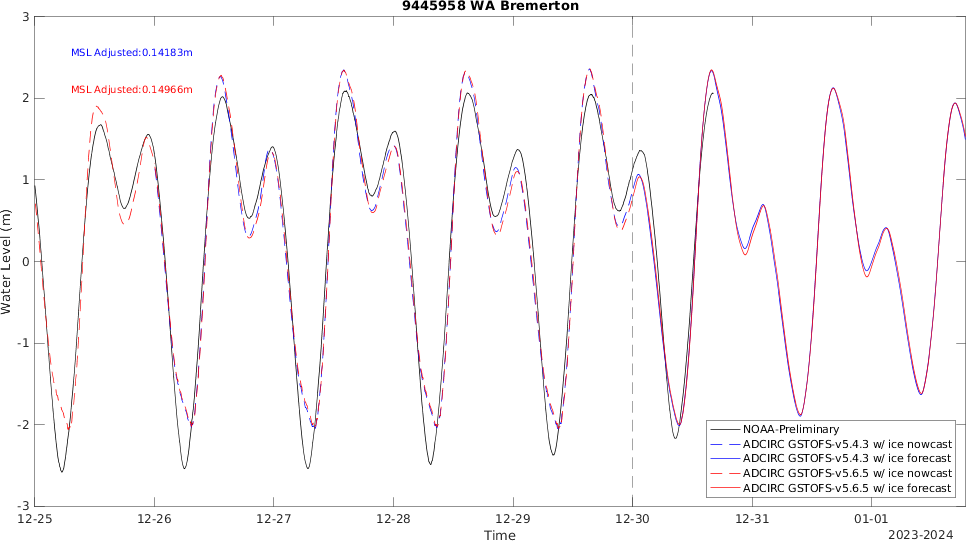 9445958 WA Bremerton
MSL Adjusted:0.14183m
MSL Adjusted:0.14966m
Water Level (m)
3
2
1
0
-1
-2
-3
NOAA-Preliminary
ADCIRC GSTOFS-v5.4.3 w/ ice nowcast
ADCIRC GSTOFS-v5.4.3 w/ ice forecast
ADCIRC GSTOFS-v5.6.5 w/ ice nowcast
ADCIRC GSTOFS-v5.6.5 w/ ice forecast
12-25 12-26 12-27 12-28 12-29 12-30 12-31 01-01
Time
2023-2024